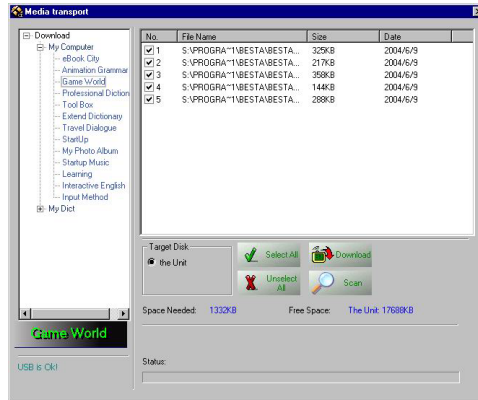 Media transport
Download
My Computer
eBook City
Animation Grammar
Game World
Professional Diction
Tool Box
Extend Dictionary
Travel Dialogue
StartUp
My Photo Album
Startup Music
Learning
Interactive English
Input Method
My Dict
No. File Name Size Date
1 S:\PROGRA~1\BESTA\BESTA... 325KB 2004/6/9
2 S:\PROGRA~1\BESTA\BESTA... 217KB 2004/6/9
3 S:\PROGRA~1\BESTA\BESTA... 358KB 2004/6/9
4 S:\PROGRA~1\BESTA\BESTA... 144KB 2004/6/9
5 S:\PROGRA~1\BESTA\BESTA... 288KB 2004/6/9
Target Disk
the Unit
Select All
Download
Unselect
All
Scan
Space Needed: 1332KB Free Space: The Unit: 17688KB
Game World
USB is Ok!
Status: